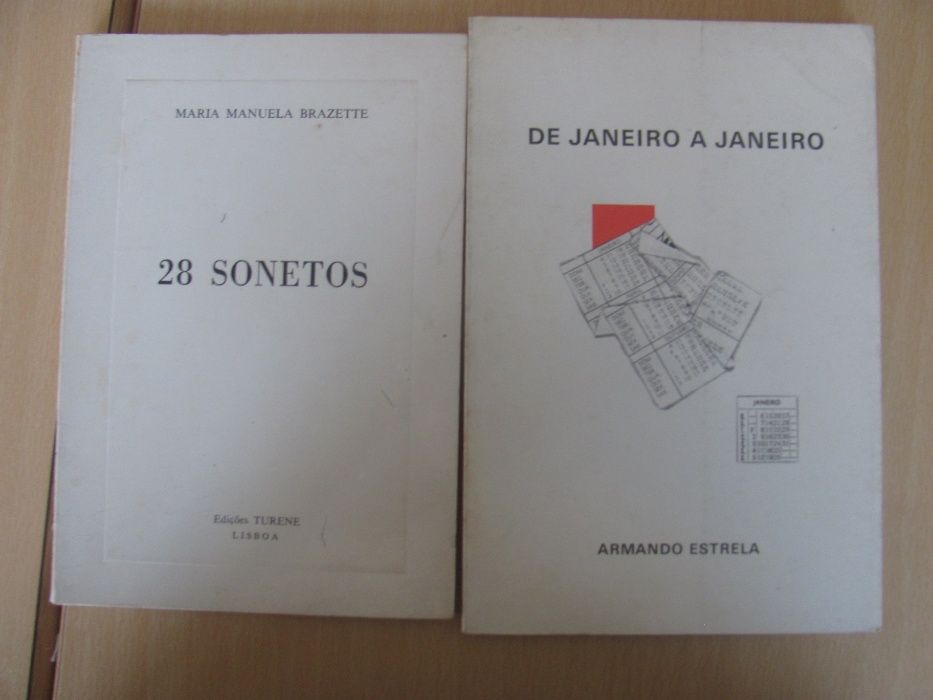 MARIA MANUELA BRAZETTE
28 SONETOS
Edições TURENE
LISBOA
DE JANEIRO A JANEIRO
JANEIRO
ARMANDO ESTRELA